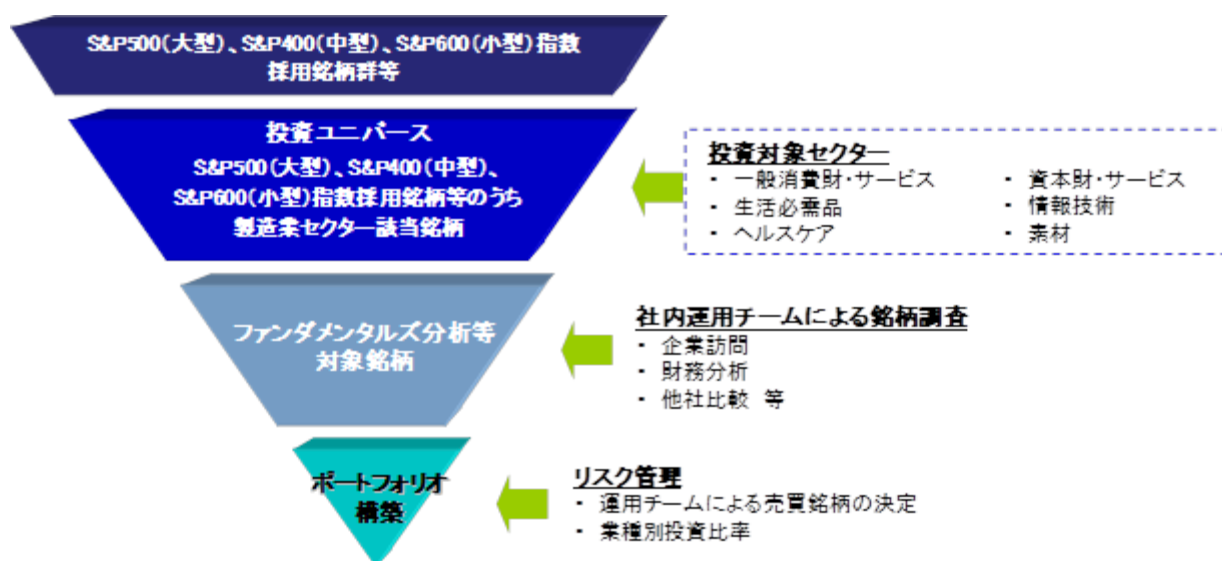 S&P500(大型)、S&P400(中型)、S&P600(小型)指数
採用銘柄群等
投資ユニバース
S&P500(大型)、S&P400(中型)、
S&P600(小型)指数採用銘柄等のうち
製造業セクター該当銘柄
投資対象セクター
・ 一般消費財・サービス
・ 生活必需品
・ ヘルスケア
・ 資本財・サービス
・ 情報技術
・ 素材
ファンダメンタルズ分析等
対象銘柄
社内運用チームによる銘柄調査
・ 企業訪問
・ 財務分析
・ 他社比較 等
ポートフォリオ
構築
リスク管理
・ 運用チームによる売買銘柄の決定
・ 業種別投資比率